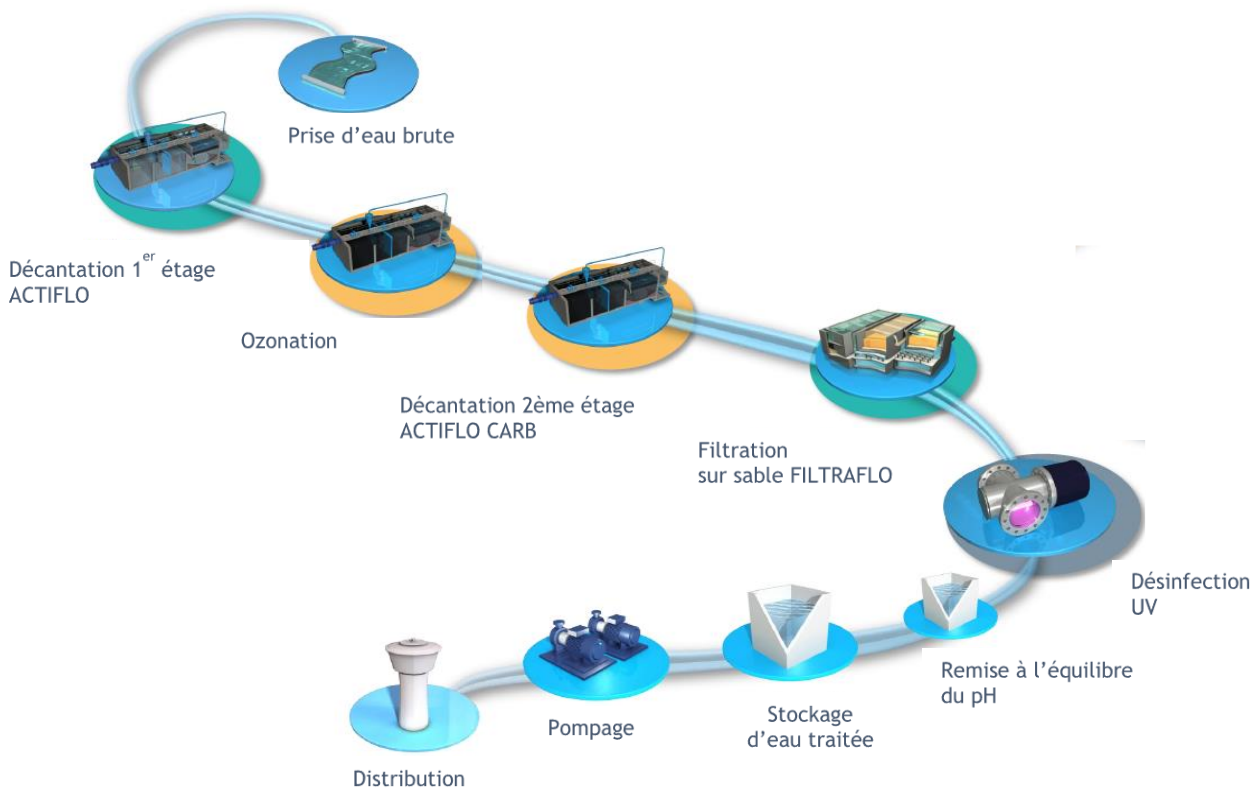 Prise d'eau brute
Décantation 1er étage
ACTIFLO
Ozonation
Décantation 2ème étage
ACTIFLO CARB
Filtration
sur sable FILTRAFLO
Désinfection
UV
Remise à l'équilibre
du pH
Stockage
d'eau traitée
Pompage
Distribution